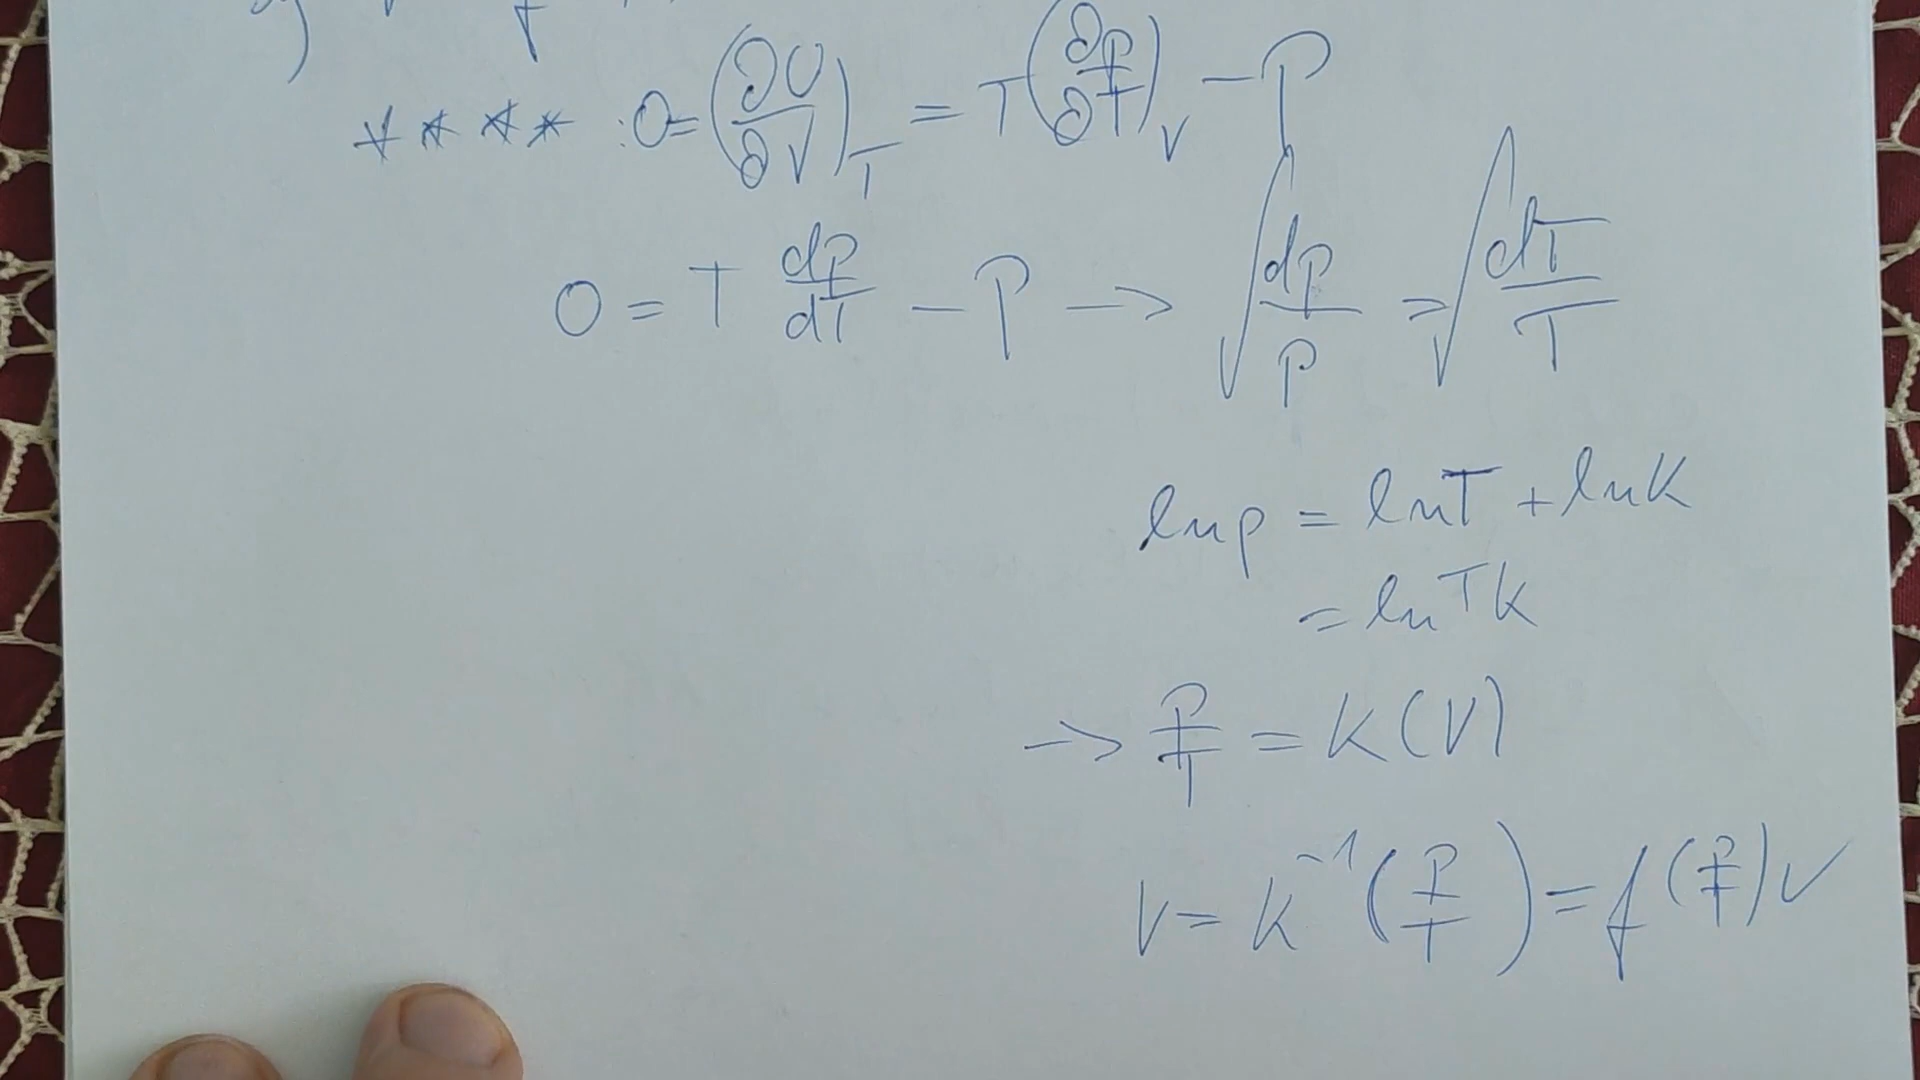 **** : 0 = (∂U/∂V)_T = T (∂p/∂T)_V - p
0 = T dp/dT - p → ∫ dp/p = ∫ dT/T
ln p = ln T + ln K
= ln TK
→ p/T = K(V)
V = K^-1 (p/T) = f(p/T) ✓